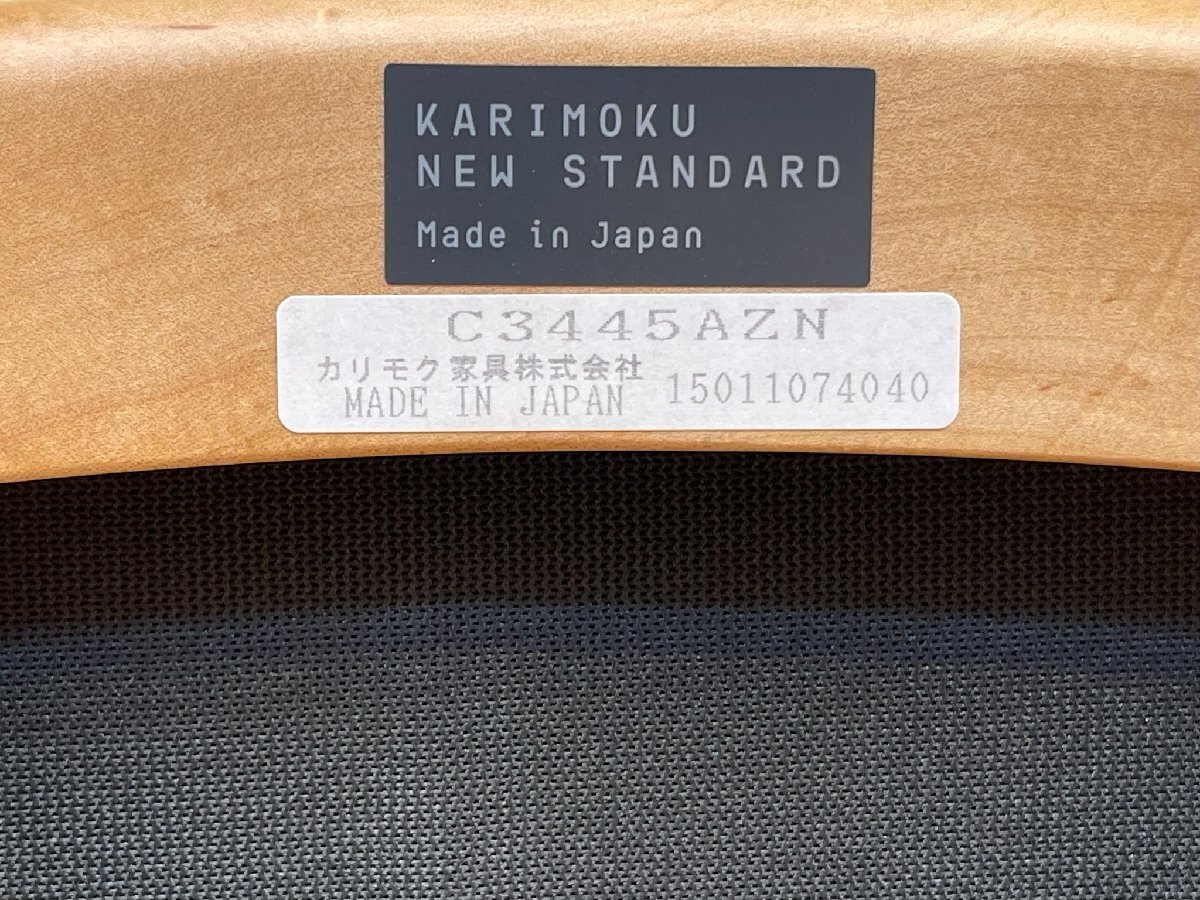 KARIMOKU
NEW STANDARD
Made in Japan
C3445AZN
カリモク家具株式会社
MADE IN JAPAN 15011074040